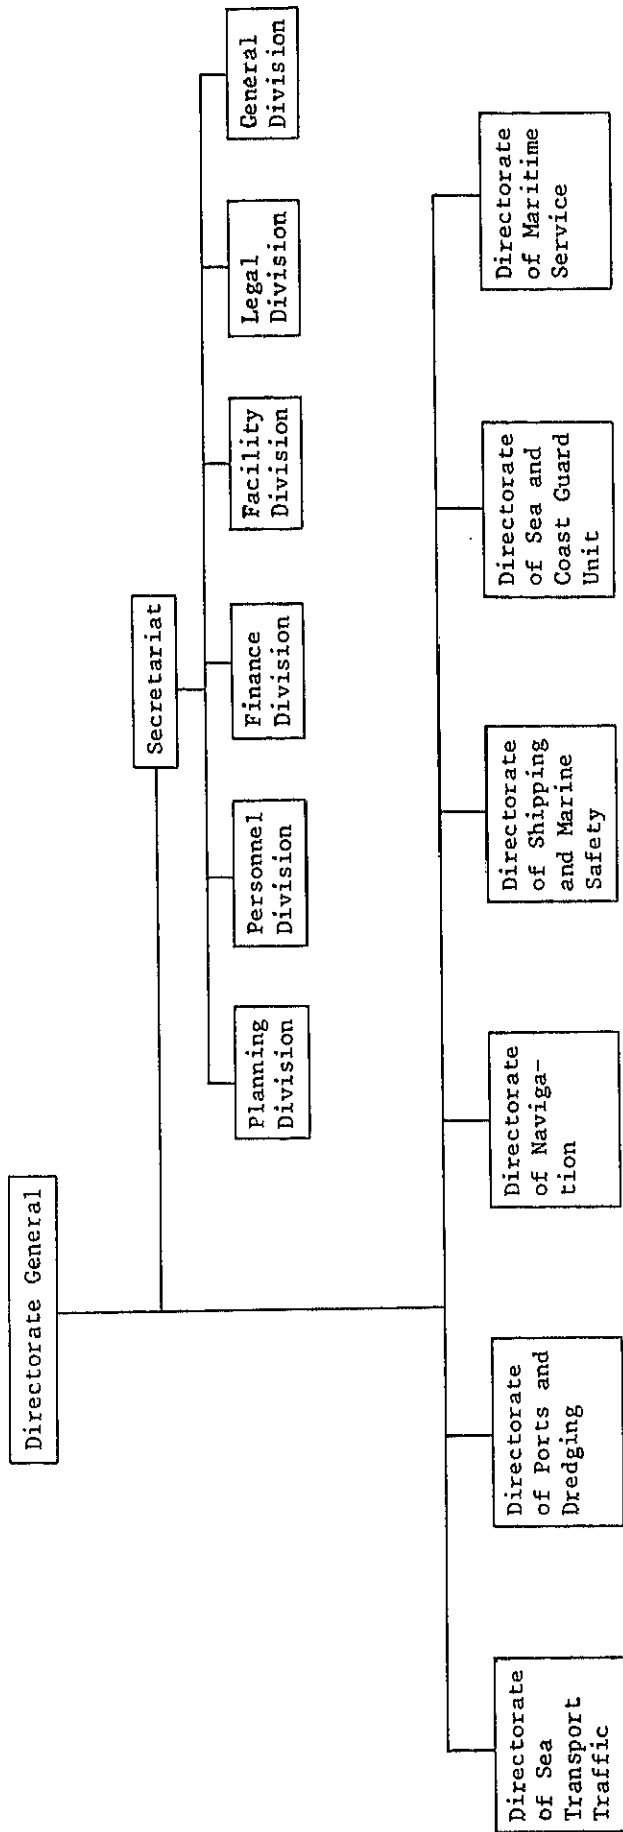 Directorate General
Secretariat
Planning
Division
Personnel
Division
Finance
Division
Facility
Division
Legal
Division
General
Division
Directorate
of Sea
Transport
Traffic
Directorate
of Ports and
Dredging
Directorate
of Naviga-
tion
Directorate
of Shipping
and Marine
Safety
Directorate
of Sea and
Coast Guard
Unit
Directorate
of Maritime
Service